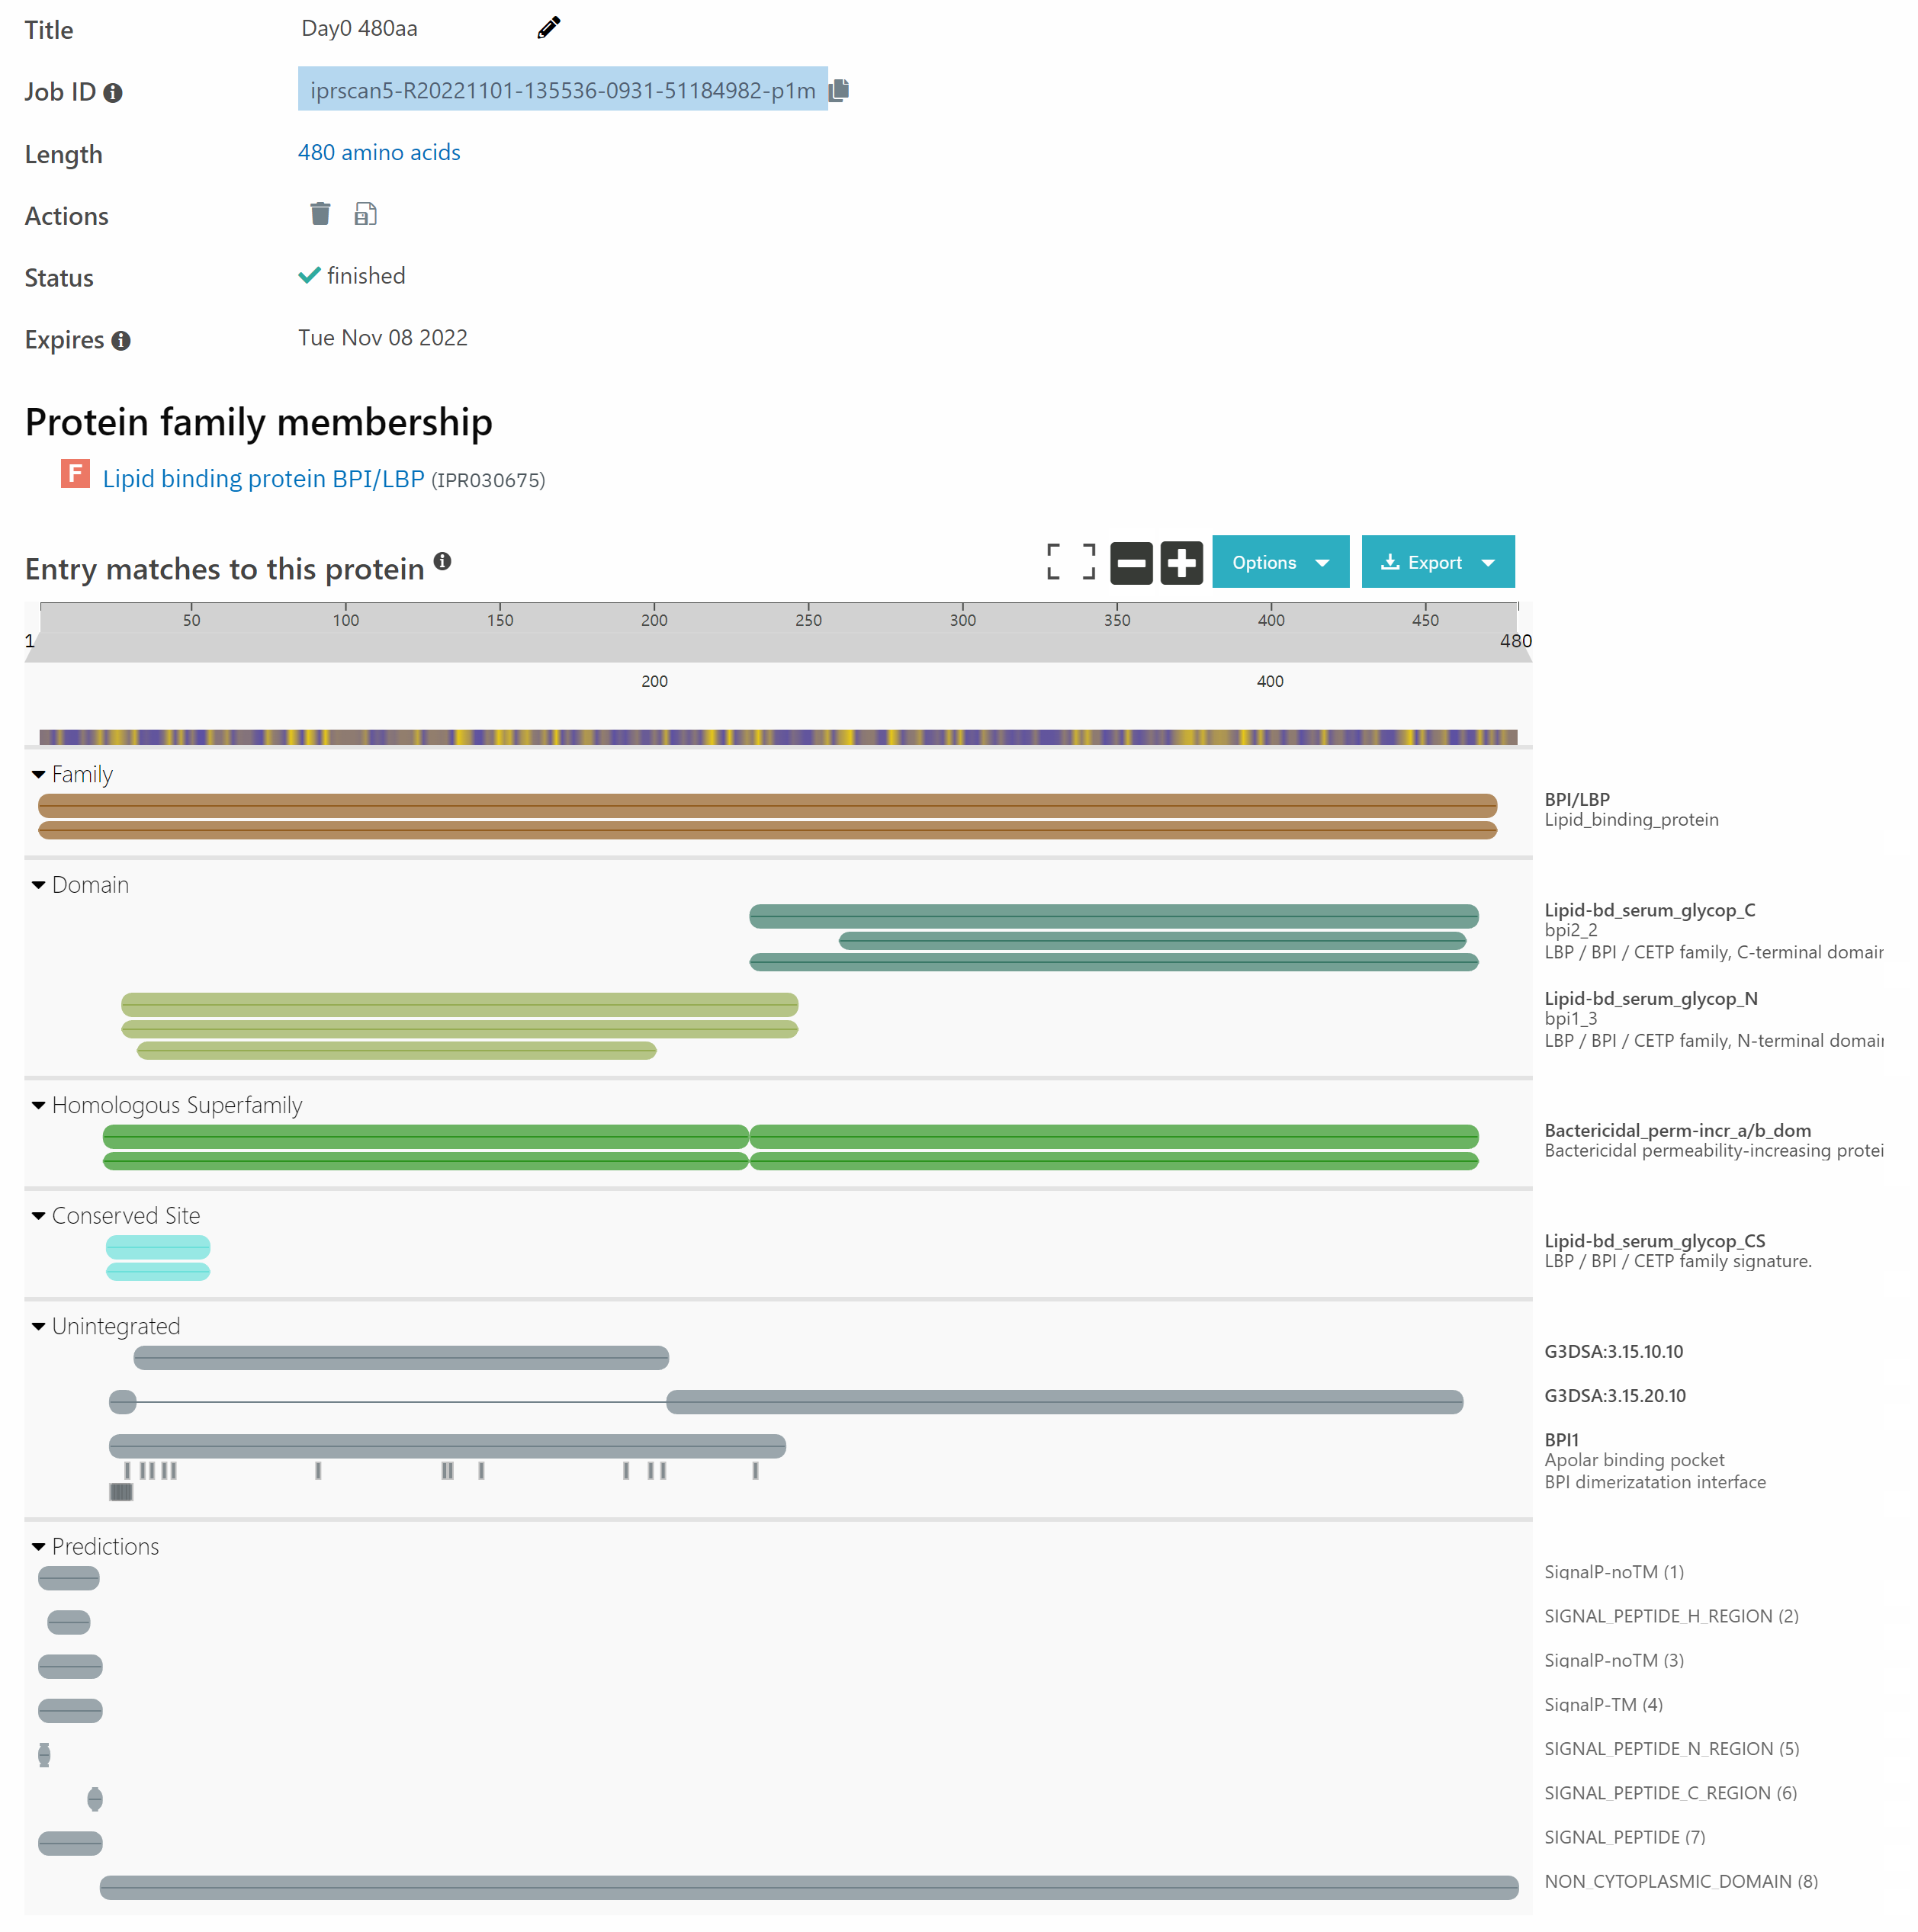 Title Day0 480aa
Job ID iprscan5-R20221101-135536-0931-51184982-p1m
Length 480 amino acids
Actions
Status finished
Expires Tue Nov 08 2022
Protein family membership
F Lipid binding protein BPI/LBP (IPR030675)
Entry matches to this protein
Options Export
50 100 150 200 250 300 350 400 450
1 480
200 400
Family
BPI/LBP
Lipid_binding_protein
Domain
Lipid-bd_serum_glycop_C
bpi2_2
LBP / BPI / CETP family, C-terminal domain
Lipid-bd_serum_glycop_N
bpi1_3
LBP / BPI / CETP family, N-terminal domain
Homologous Superfamily
Bactericidal_perm-incr_a/b_dom
Bactericidal permeability-increasing protei
Conserved Site
Lipid-bd_serum_glycop_CS
LBP / BPI / CETP family signature.
Unintegrated
G3DSA:3.15.10.10
G3DSA:3.15.20.10
BPI1
Apolar binding pocket
BPI dimerizatation interface
Predictions
SignalP-noTM (1)
SIGNAL_PEPTIDE_H_REGION (2)
SignalP-noTM (3)
SignalP-TM (4)
SIGNAL_PEPTIDE_N_REGION (5)
SIGNAL_PEPTIDE_C_REGION (6)
SIGNAL_PEPTIDE (7)
NON_CYTOPLASMIC_DOMAIN (8)